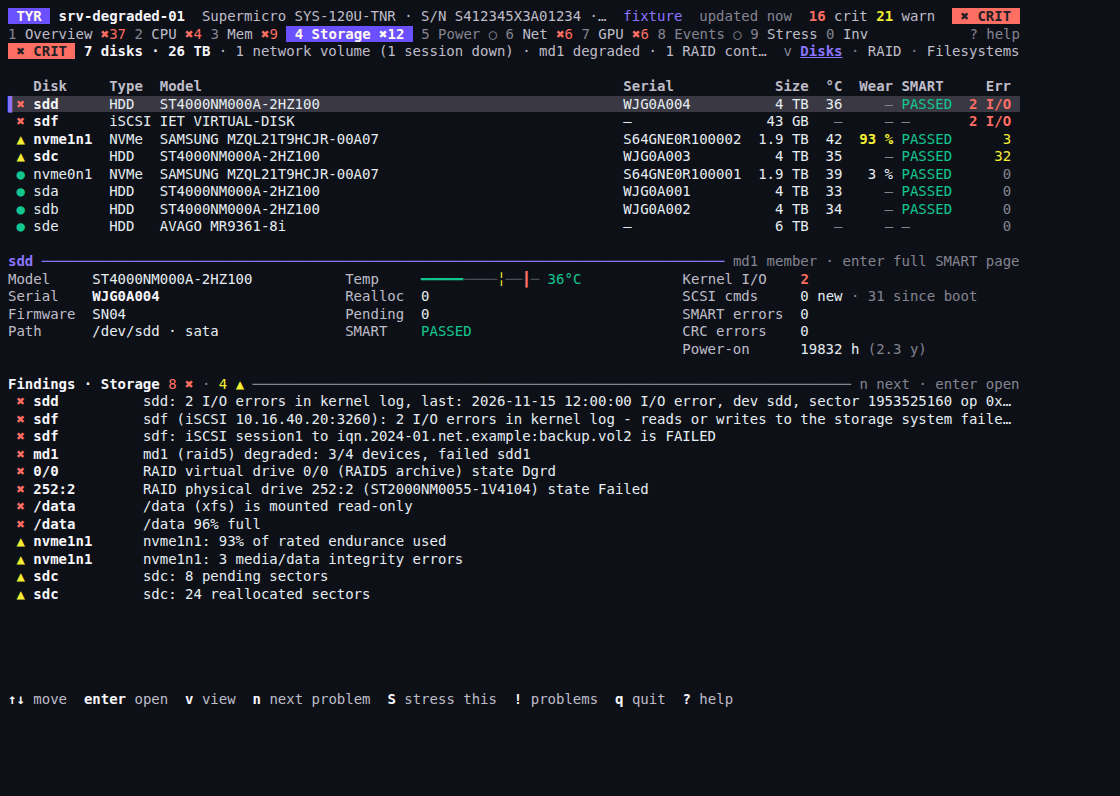 TYR srv-degraded-01 Supermicro SYS-120U-TNR · S/N S412345X3A01234 ·… fixture updated now 16 crit 21 warn ✖ CRIT
1 Overview ✖37 2 CPU ✖4 3 Mem ✖9 4 Storage ✖12 5 Power ○ 6 Net ✖6 7 GPU ✖6 8 Events ○ 9 Stress 0 Inv ? help
✖ CRIT 7 disks · 26 TB · 1 network volume (1 session down) · md1 degraded · 1 RAID cont… v Disks · RAID · Filesystems
Disk Type Model Serial Size °C Wear SMART Err
✖ sdd HDD ST4000NM000A-2HZ100 WJG0A004 4 TB 36 — PASSED 2 I/O
✖ sdf iSCSI IET VIRTUAL-DISK — 43 GB — — — 2 I/O
▲ nvme1n1 NVMe SAMSUNG MZQL21T9HCJR-00A07 S64GNE0R100002 1.9 TB 42 93 % PASSED 3
▲ sdc HDD ST4000NM000A-2HZ100 WJG0A003 4 TB 35 — PASSED 32
● nvme0n1 NVMe SAMSUNG MZQL21T9HCJR-00A07 S64GNE0R100001 1.9 TB 39 3 % PASSED 0
● sda HDD ST4000NM000A-2HZ100 WJG0A001 4 TB 33 — PASSED 0
● sdb HDD ST4000NM000A-2HZ100 WJG0A002 4 TB 34 — PASSED 0
● sde HDD AVAGO MR9361-8i — 6 TB — — — 0
sdd md1 member · enter full SMART page
Model ST4000NM000A-2HZ100 Temp 36°C Kernel I/O 2
Serial WJG0A004 Realloc 0 SCSI cmds 0 new · 31 since boot
Firmware SN04 Pending 0 SMART errors 0
Path /dev/sdd · sata SMART PASSED CRC errors 0
Power-on 19832 h (2.3 y)
Findings · Storage 8 ✖ · 4 ▲ n next · enter open
✖ sdd sdd: 2 I/O errors in kernel log, last: 2026-11-15 12:00:00 I/O error, dev sdd, sector 1953525160 op 0x…
✖ sdf sdf (iSCSI 10.16.40.20:3260): 2 I/O errors in kernel log - reads or writes to the storage system faile…
✖ sdf sdf: iSCSI session1 to iqn.2024-01.net.example:backup.vol2 is FAILED
✖ md1 md1 (raid5) degraded: 3/4 devices, failed sdd1
✖ 0/0 RAID virtual drive 0/0 (RAID5 archive) state Dgrd
✖ 252:2 RAID physical drive 252:2 (ST2000NM0055-1V4104) state Failed
✖ /data /data (xfs) is mounted read-only
✖ /data /data 96% full
▲ nvme1n1 nvme1n1: 93% of rated endurance used
▲ nvme1n1 nvme1n1: 3 media/data integrity errors
▲ sdc sdc: 8 pending sectors
▲ sdc sdc: 24 reallocated sectors
↑↓ move enter open v view n next problem S stress this ! problems q quit ? help